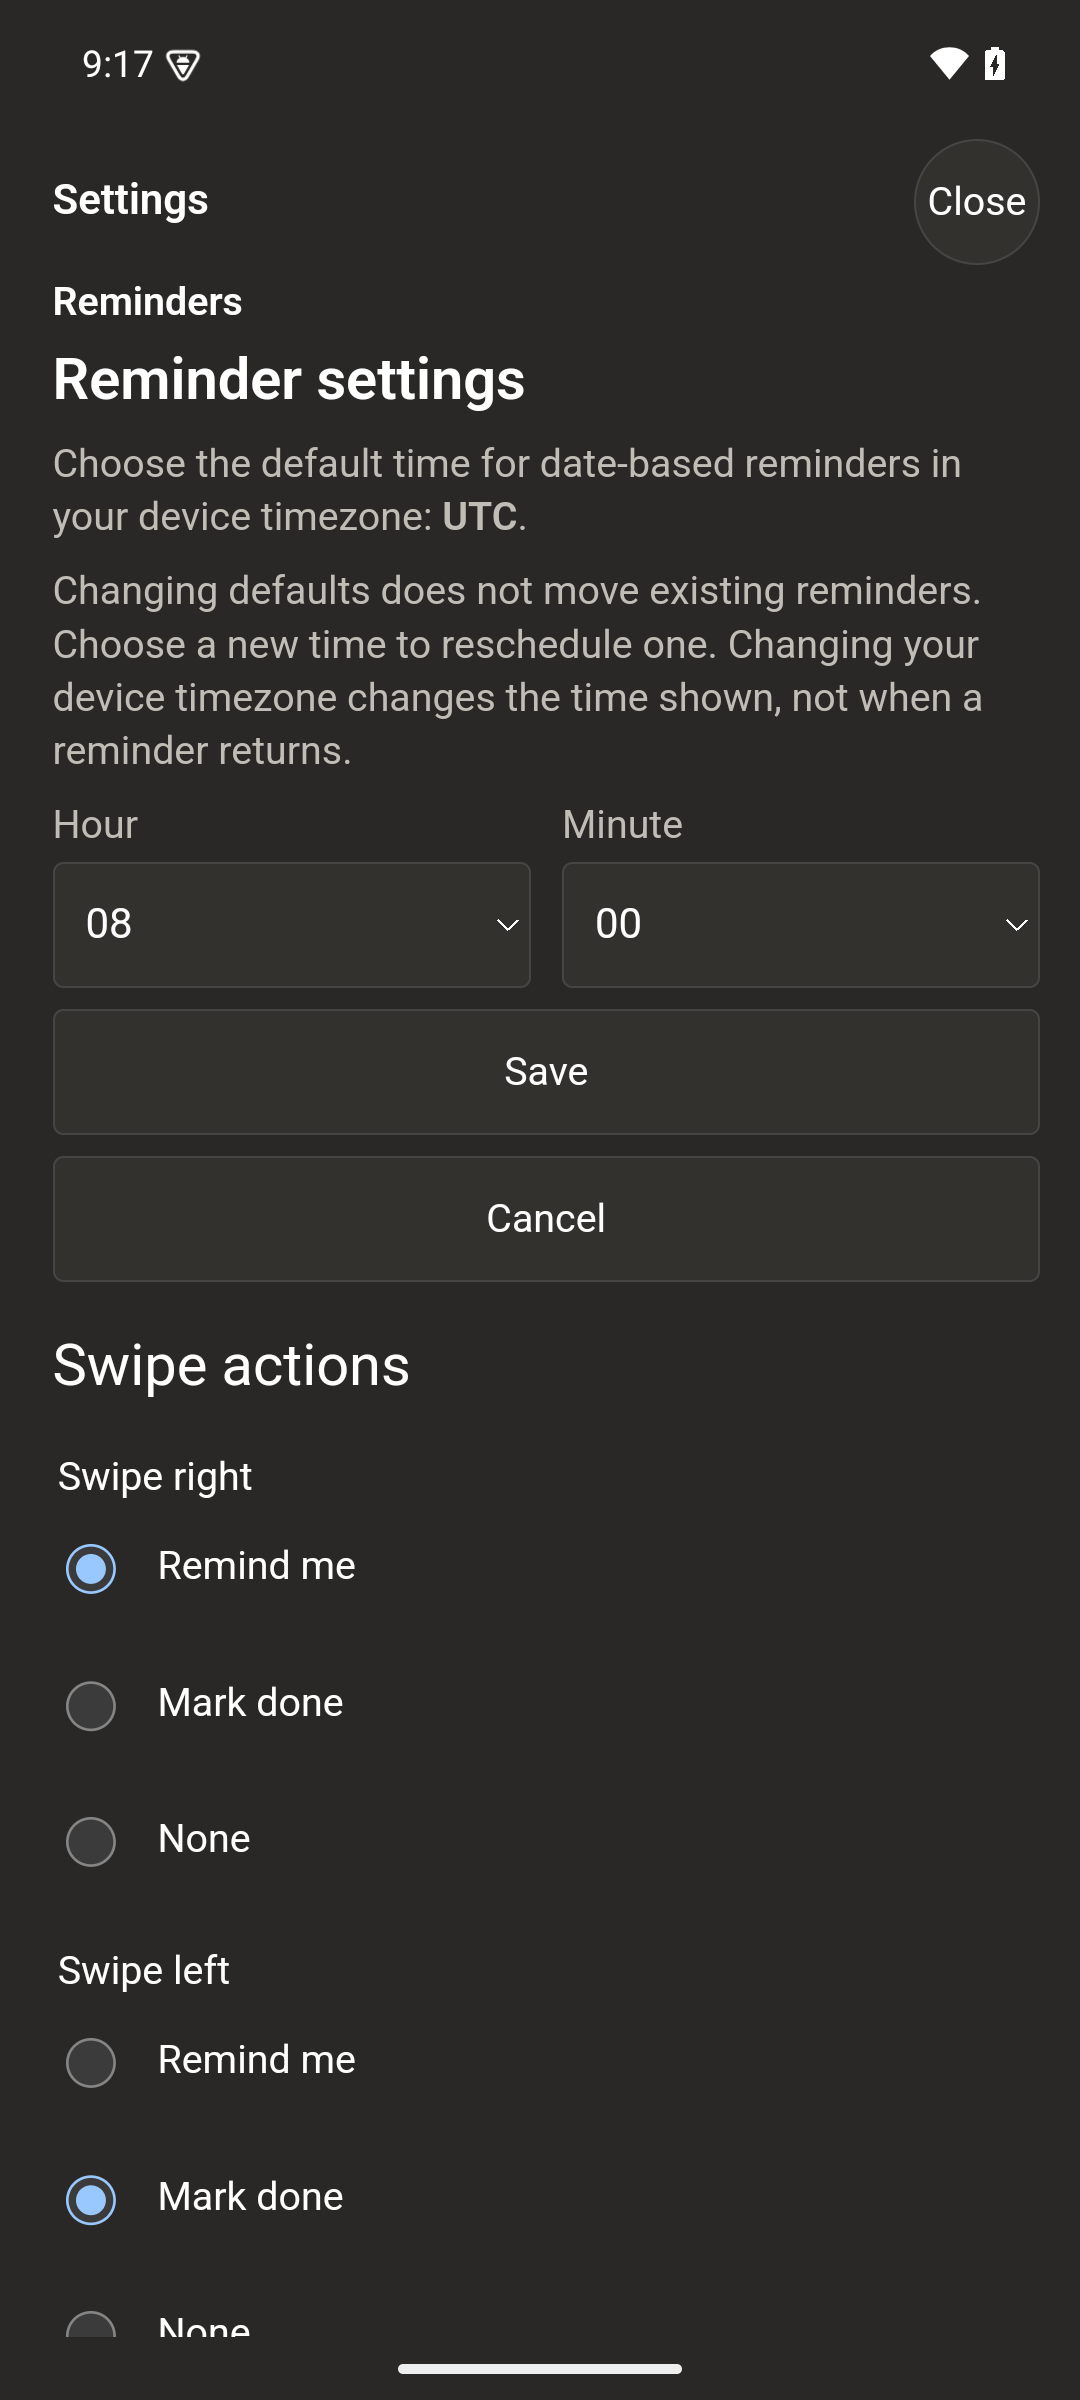 9:17
Settings
Close
Reminders
Reminder settings
Choose the default time for date-based reminders in
your device timezone: UTC.
Changing defaults does not move existing reminders.
Choose a new time to reschedule one. Changing your
device timezone changes the time shown, not when a
reminder returns.
Hour
Minute
08
00
Save
Cancel
Swipe actions
Swipe right
Remind me
Mark done
None
Swipe left
Remind me
Mark done
None